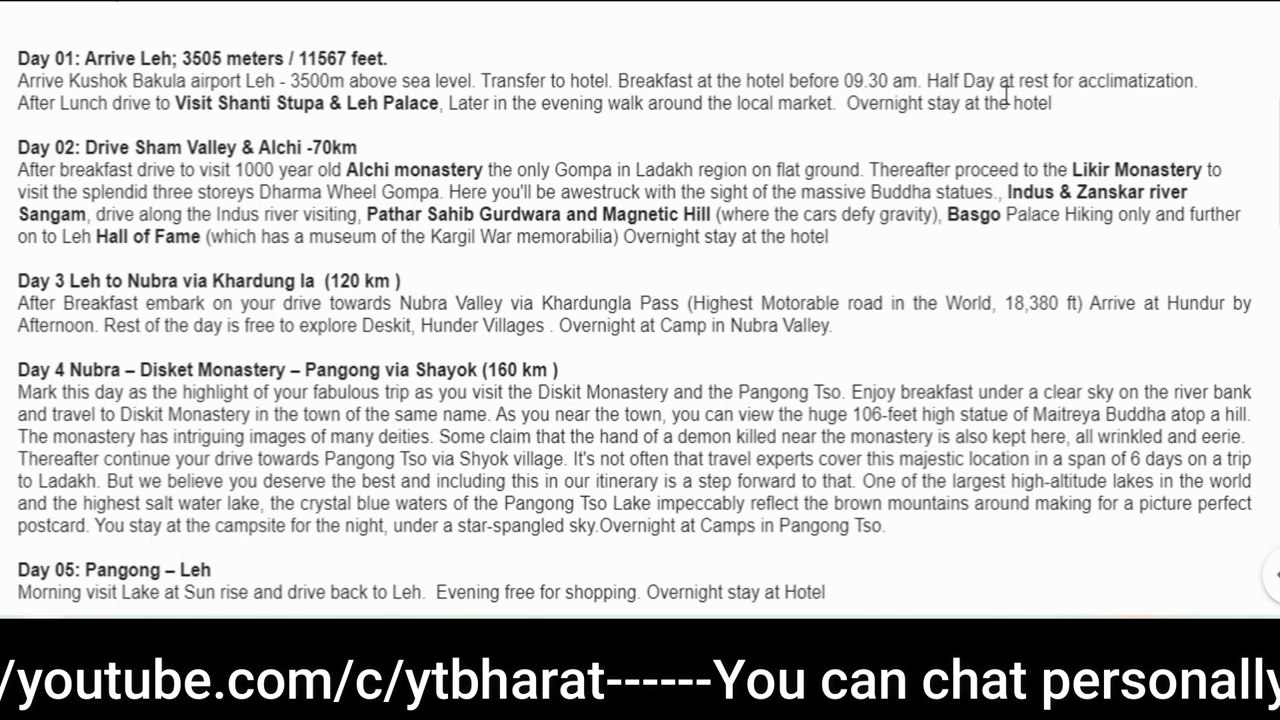 Day 01: Arrive Leh; 3505 meters / 11567 feet.
Arrive Kushok Bakula airport Leh - 3500m above sea level. Transfer to hotel. Breakfast at the hotel before 09.30 am. Half Day at rest for acclimatization.
After Lunch drive to Visit Shanti Stupa & Leh Palace, Later in the evening walk around the local market. Overnight stay at the hotel
Day 02: Drive Sham Valley & Alchi -70km
After breakfast drive to visit 1000 year old Alchi monastery the only Gompa in Ladakh region on flat ground. Thereafter proceed to the Likir Monastery to
visit the splendid three storeys Dharma Wheel Gompa. Here you'll be awestruck with the sight of the massive Buddha statues., Indus & Zanskar river
Sangam, drive along the Indus river visiting, Pathar Sahib Gurdwara and Magnetic Hill (where the cars defy gravity), Basgo Palace Hiking only and further
on to Leh Hall of Fame (which has a museum of the Kargil War memorabilia) Overnight stay at the hotel
Day 3 Leh to Nubra via Khardung la (120 km )
After Breakfast embark on your drive towards Nubra Valley via Khardungla Pass (Highest Motorable road in the World, 18,380 ft) Arrive at Hundur by
Afternoon. Rest of the day is free to explore Deskit, Hunder Villages . Overnight at Camp in Nubra Valley.
Day 4 Nubra – Disket Monastery – Pangong via Shayok (160 km )
Mark this day as the highlight of your fabulous trip as you visit the Diskit Monastery and the Pangong Tso. Enjoy breakfast under a clear sky on the river bank
and travel to Diskit Monastery in the town of the same name. As you near the town, you can view the huge 106-feet high statue of Maitreya Buddha atop a hill.
The monastery has intriguing images of many deities. Some claim that the hand of a demon killed near the monastery is also kept here, all wrinkled and eerie.
Thereafter continue your drive towards Pangong Tso via Shyok village. It's not often that travel experts cover this majestic location in a span of 6 days on a trip
to Ladakh. But we believe you deserve the best and including this in our itinerary is a step forward to that. One of the largest high-altitude lakes in the world
and the highest salt water lake, the crystal blue waters of the Pangong Tso Lake impeccably reflect the brown mountains around making for a picture perfect
postcard. You stay at the campsite for the night, under a star-spangled sky.Overnight at Camps in Pangong Tso.
Day 05: Pangong – Leh
Morning visit Lake at Sun rise and drive back to Leh. Evening free for shopping. Overnight stay at Hotel
/youtube.com/c/ytbharat------You can chat personally